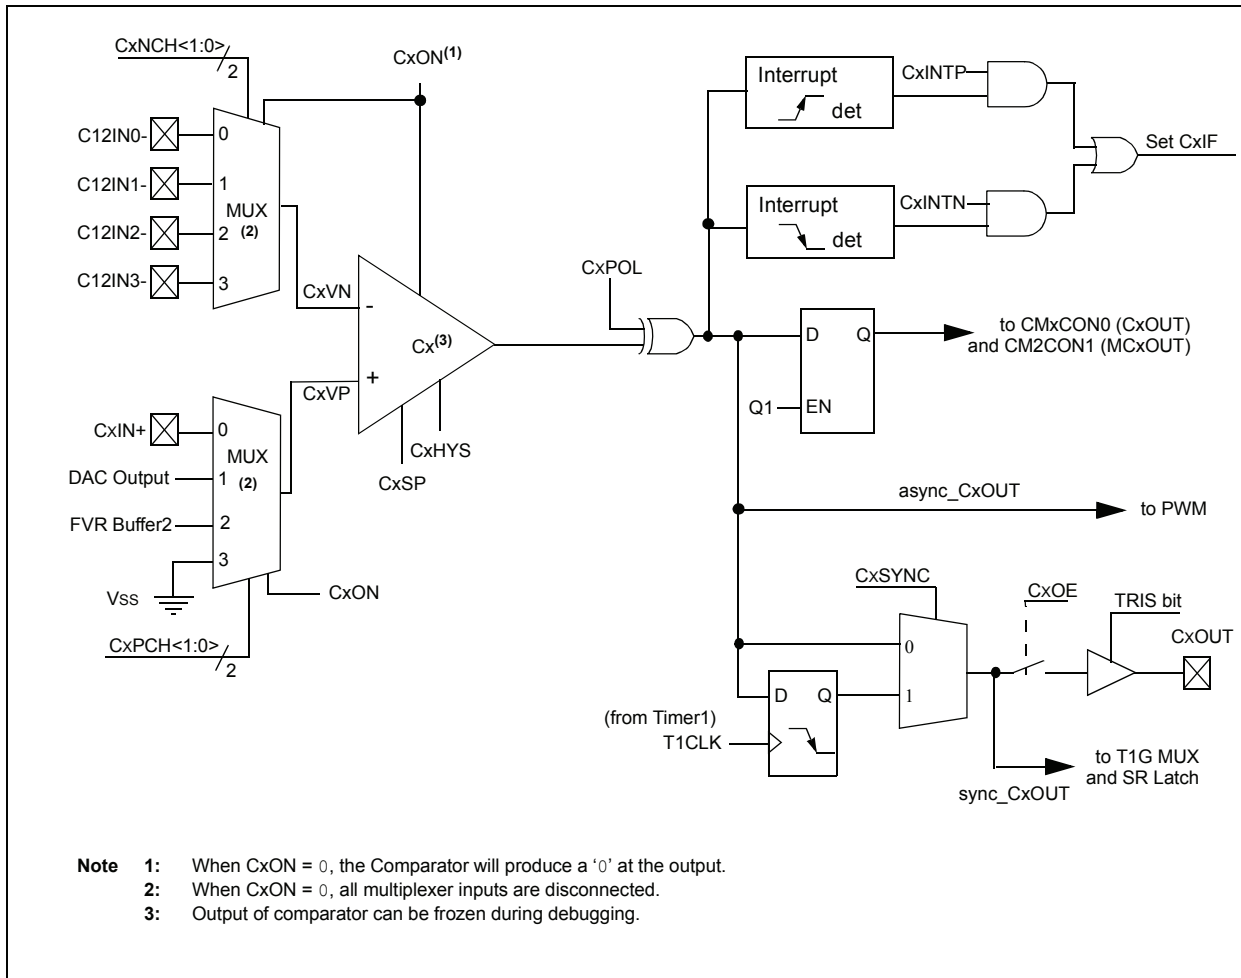 CxNCH<1:0>
2
CxON(1)
C12IN0-
0
C12IN1-
1
MUX
(2)
C12IN2-
2
C12IN3-
3
CxVN
-
Cx(3)
CxVP
+
CxIN+
0
MUX
(2)
DAC Output
1
FVR Buffer2
2
3
Vss
CxON
CxPCH<1:0>
2
CxHYS
CxSP
CxPOL
Interrupt
det
CxINTP
Set CxIF
Interrupt
det
CxINTN
D Q
Q1
EN
to CMxCON0 (CxOUT)
and CM2CON1 (MCxOUT)
async_CxOUT
to PWM
CxSYNC
0
1
CxOE
TRIS bit
CxOUT
D Q
(from Timer1)
T1CLK
to T1G MUX
and SR Latch
sync_CxOUT
Note 1: When CxON = 0, the Comparator will produce a ‘0’ at the output.
2: When CxON = 0, all multiplexer inputs are disconnected.
3: Output of comparator can be frozen during debugging.